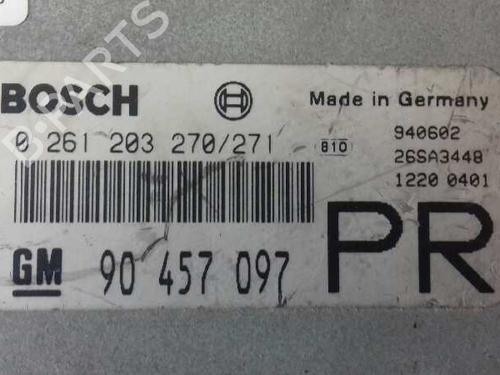 BOSCH
Made in Germany
0 261 203 270/271
810
940602
26SA3448
1220 0401
GM
90 457 097
PR
B-PARTS